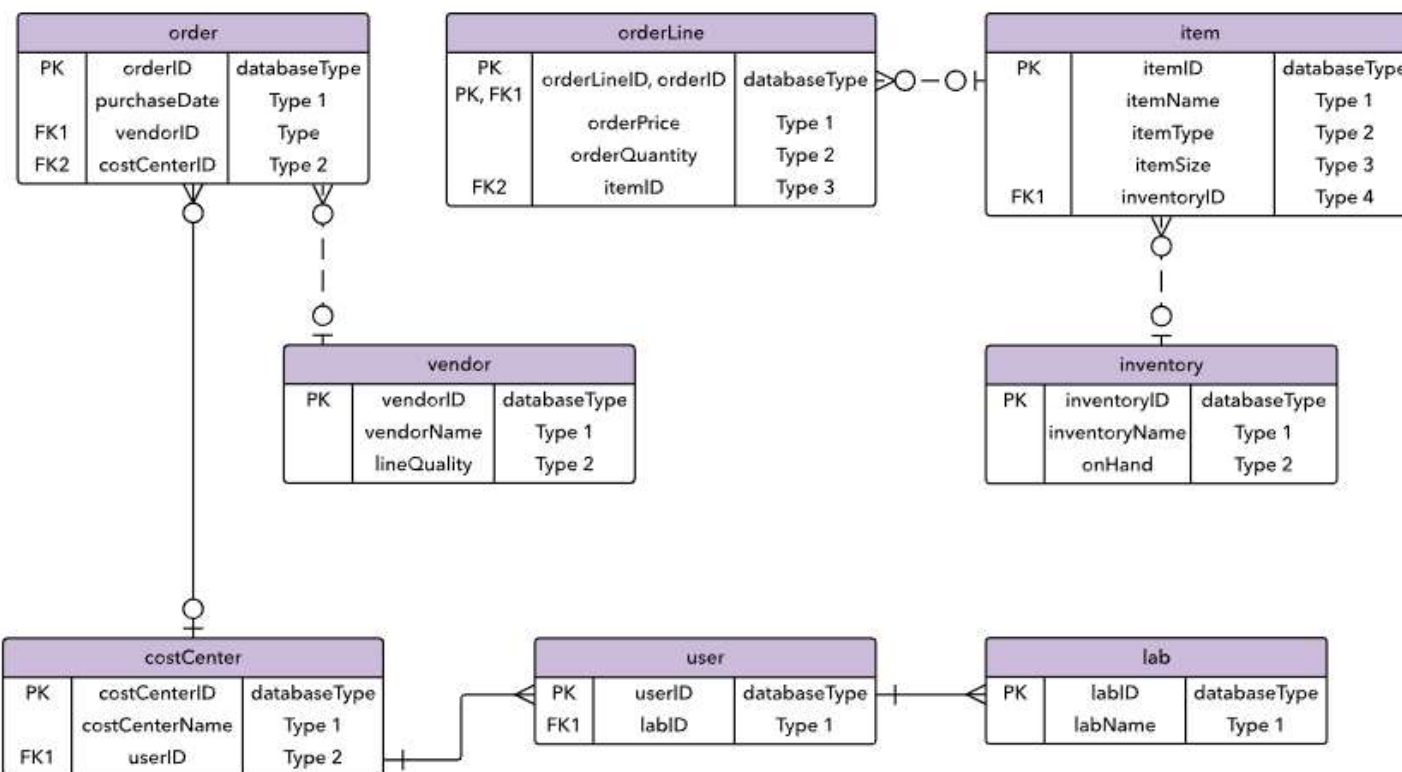 order
PK orderID databaseType
purchaseDate Type 1
FK1 vendorID Type
FK2 costCenterID Type 2
orderLine
PK
PK, FK1 orderLineID, orderID databaseType
orderPrice Type 1
orderQuantity Type 2
FK2 itemID Type 3
item
PK itemID databaseType
itemName Type 1
itemType Type 2
itemSize Type 3
FK1 inventoryID Type 4
vendor
PK vendorID databaseType
vendorName Type 1
lineQuality Type 2
inventory
PK inventoryID databaseType
inventoryName Type 1
onHand Type 2
costCenter
PK costCenterID databaseType
costCenterName Type 1
FK1 userID Type 2
user
PK userID databaseType
FK1 labID Type 1
lab
PK labID databaseType
labName Type 1